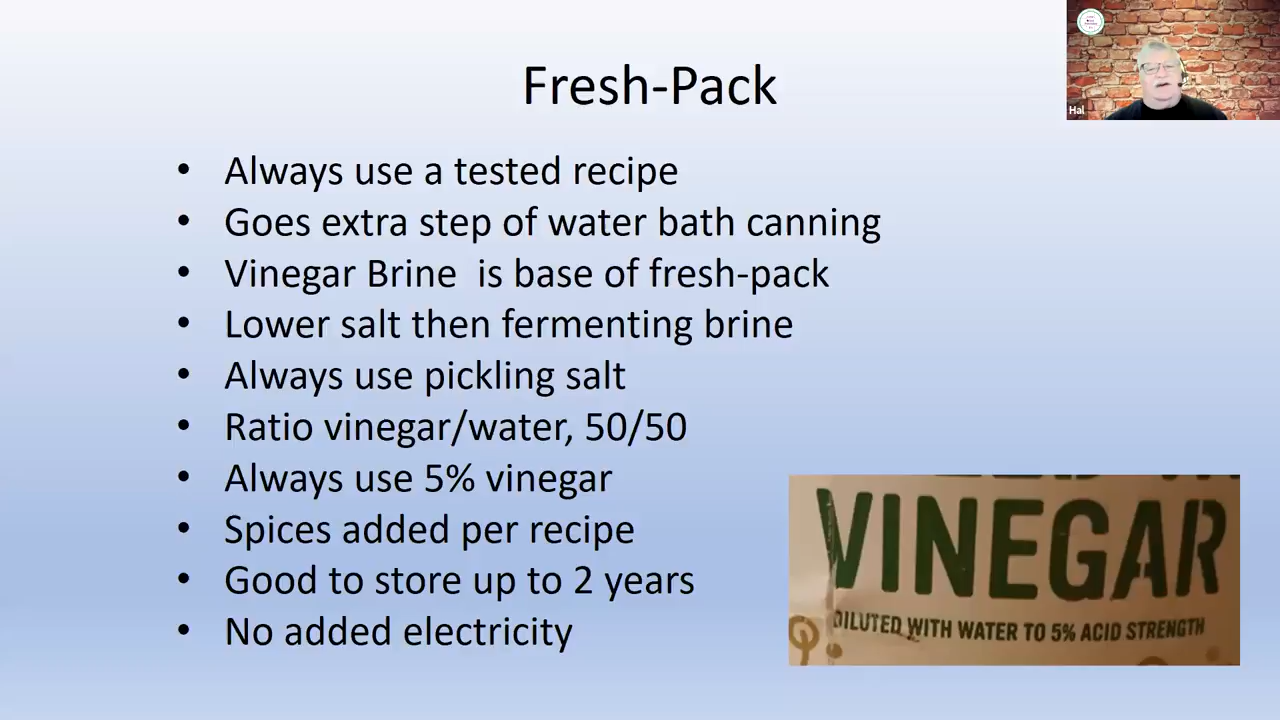 Fresh-Pack
Hal
• Always use a tested recipe
• Goes extra step of water bath canning
• Vinegar Brine  is base of fresh-pack
• Lower salt then fermenting brine
• Always use pickling salt
• Ratio vinegar/water, 50/50
• Always use 5% vinegar
• Spices added per recipe
• Good to store up to 2 years
• No added electricity
VINEGAR
DILUTED WITH WATER TO 5% ACID STRENGTH